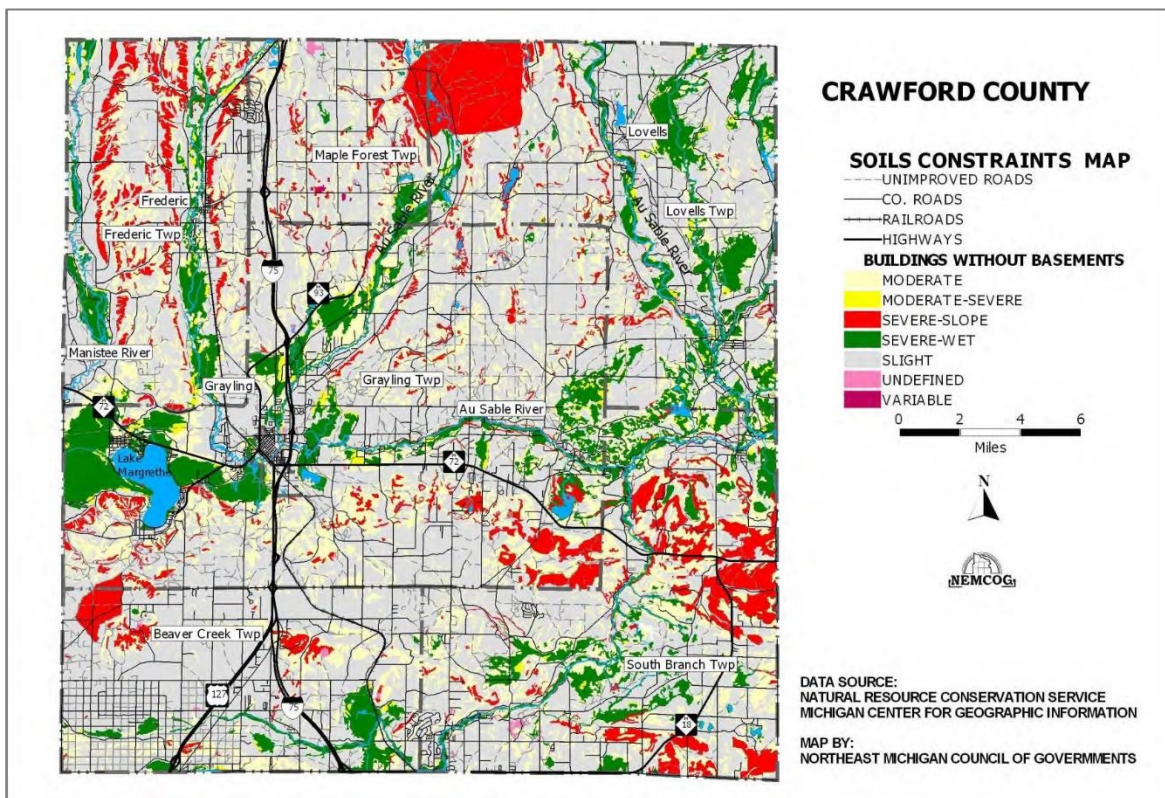 CRAWFORD COUNTY
SOILS CONSTRAINTS MAP
UNIMPROVED ROADS
CO. ROADS
RAILROADS
HIGHWAYS
BUILDINGS WITHOUT BASEMENTS
MODERATE
MODERATE-SEVERE
SEVERE-SLOPE
SEVERE-WET
SLIGHT
UNDEFINED
VARIABLE
0 2 4 6
Miles
N
NEMCOG
DATA SOURCE:
NATURAL RESOURCE CONSERVATION SERVICE
MICHIGAN CENTER FOR GEOGRAPHIC INFORMATION
MAP BY:
NORTHEAST MICHIGAN COUNCIL OF GOVERNMENTS
Lovells
Maple Forest Twp
Frederic
Au Sable River
Lovells Twp
Au Sable River
Frederic Twp
75
93
Manistee River
Grayling
Grayling Twp
72
Au Sable River
Lake
Margrethe
72
Beaver Creek Twp
South Branch Twp
127
75
18